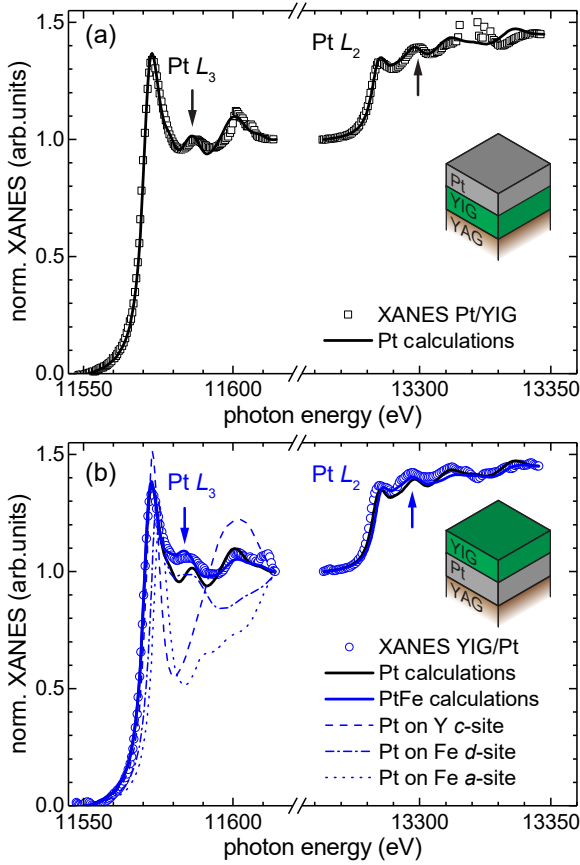 (a)
Pt L3
Pt L2
norm. XANES (arb.units)
1.5
1.0
0.5
0.0
Pt
YIG
YAG
XANES Pt/YIG
Pt calculations
11550
11600
13300
13350
photon energy (eV)
(b)
Pt L3
Pt L2
norm. XANES (arb.units)
1.5
1.0
0.5
0.0
YIG
Pt
YAG
XANES YIG/Pt
Pt calculations
PtFe calculations
Pt on Y c-site
Pt on Fe d-site
Pt on Fe a-site
11550
11600
13300
13350
photon energy (eV)